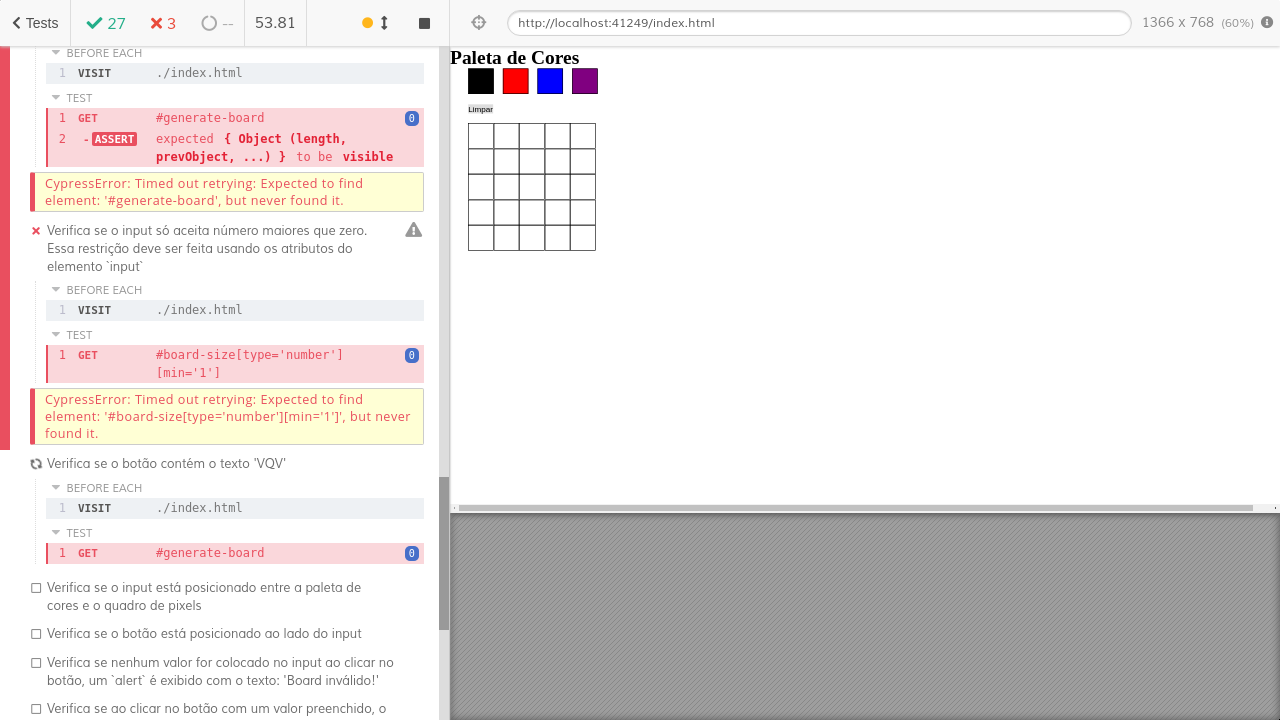 Tests 27 3 -- 53.81 http://localhost:41249/index.html 1366 x 768 (60%)
BEFORE EACH
1 VISIT ./index.html
TEST
1 GET #generate-board 0
2 - ASSERT expected { Object (length,
prevObject, ...) } to be visible
CypressError: Timed out retrying: Expected to find
element: '#generate-board', but never found it.
Verifica se o input só aceita número maiores que zero.
Essa restrição deve ser feita usando os atributos do
elemento `input`
BEFORE EACH
1 VISIT ./index.html
TEST
1 GET #board-size[type='number'] 0
[min='1']
CypressError: Timed out retrying: Expected to find
element: '#board-size[type='number'][min='1']', but never
found it.
Verifica se o botão contém o texto 'VQV'
BEFORE EACH
1 VISIT ./index.html
TEST
1 GET #generate-board 0
Verifica se o input está posicionado entre a paleta de
cores e o quadro de pixels
Verifica se o botão está posicionado ao lado do input
Verifica se nenhum valor for colocado no input ao clicar no
botão, um `alert` é exibido com o texto: 'Board inválido!'
Verifica se ao clicar no botão com um valor preenchido, o
Paleta de Cores
Limpar